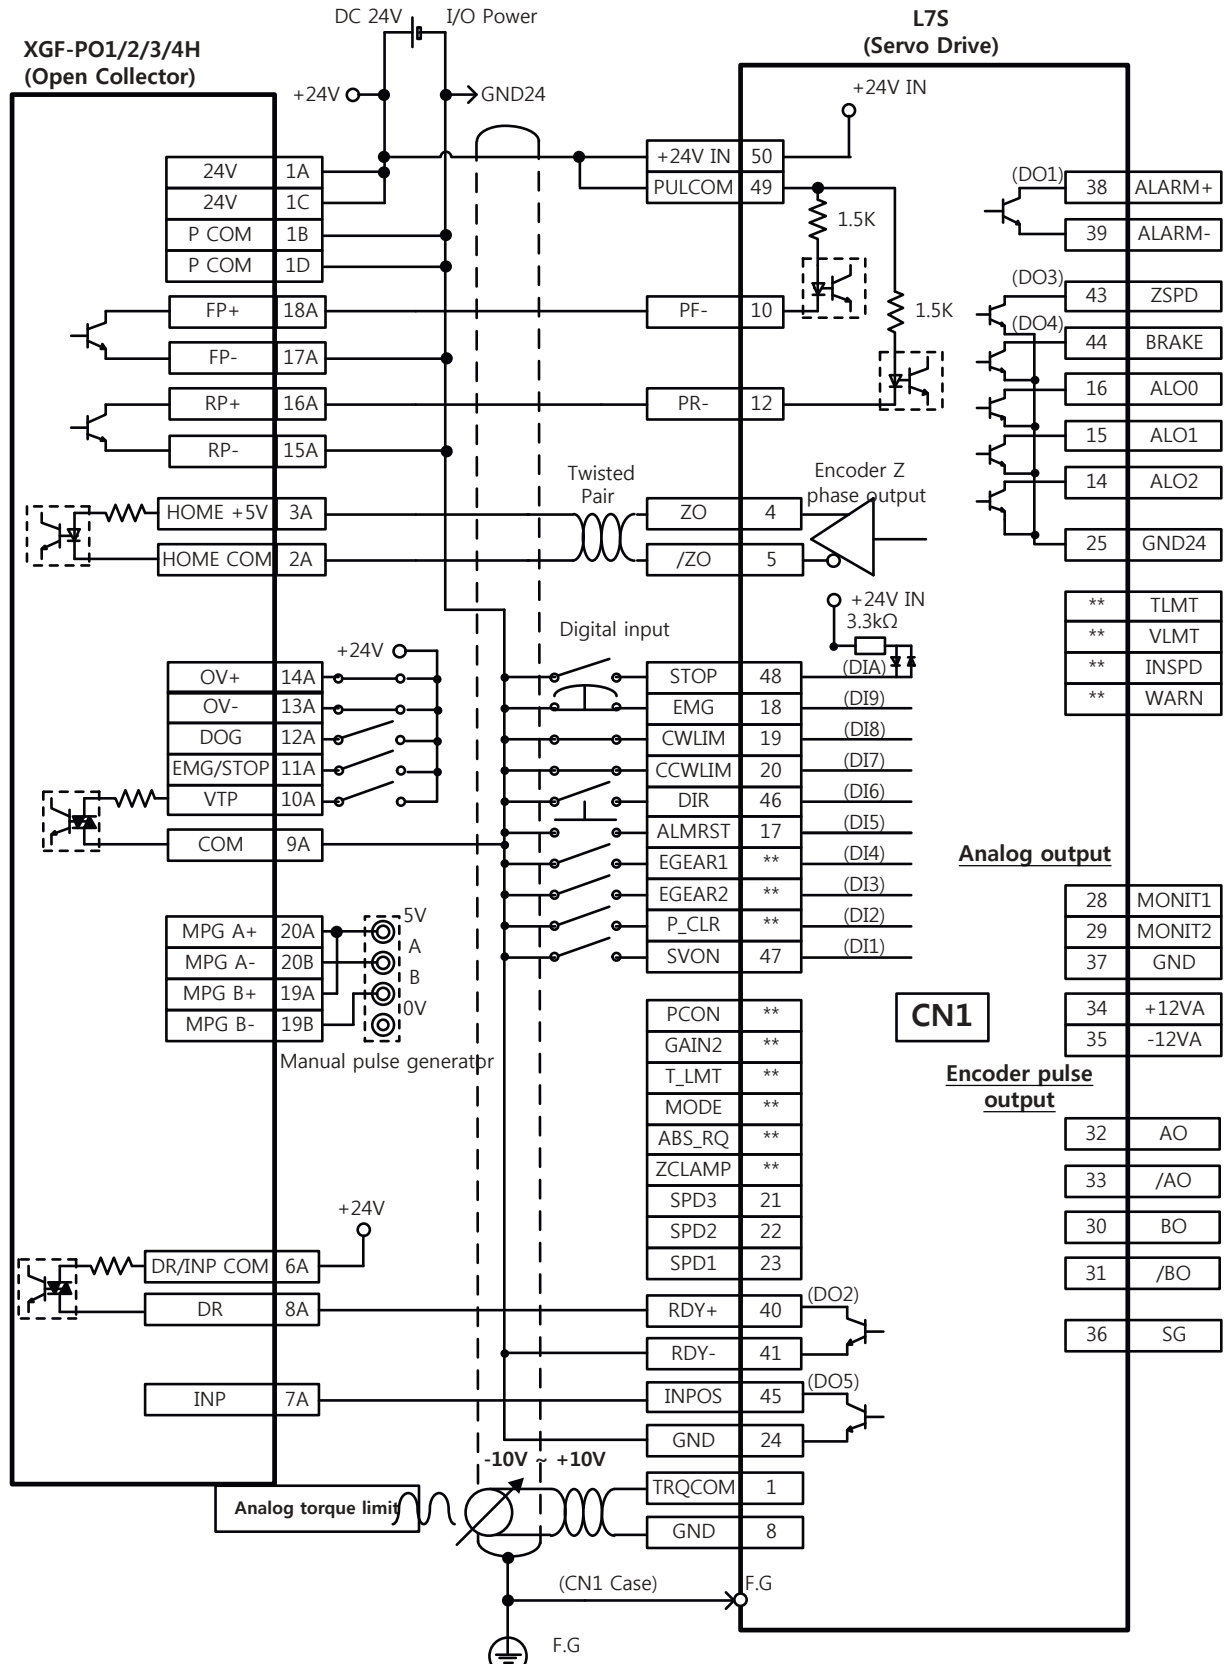 DC 24V I/O Power
XGF-PO1/2/3/4H
(Open Collector)
L7S
(Servo Drive)
+24V
GND24
+24V IN
24V 1A
24V 1C
P COM 1B
P COM 1D
FP+ 18A
FP- 17A
RP+ 16A
RP- 15A
HOME +5V 3A
HOME COM 2A
+24V
OV+ 14A
OV- 13A
DOG 12A
EMG/STOP 11A
VTP 10A
COM 9A
MPG A+ 20A
MPG A- 20B
MPG B+ 19A
MPG B- 19B
5V
A
B
0V
Manual pulse generator
+24V
DR/INP COM 6A
DR 8A
INP 7A
Analog torque limit
-10V ~ +10V
Twisted
Pair
Digital input
+24V IN 50
PULCOM 49
1.5K
1.5K
PF- 10
PR- 12
Encoder Z
phase output
ZO 4
/ZO 5
+24V IN
3.3kΩ
STOP 48 (DIA)
EMG 18 (DI9)
CWLIM 19 (DI8)
CCWLIM 20 (DI7)
DIR 46 (DI6)
ALMRST 17 (DI5)
EGEAR1 ** (DI4)
EGEAR2 ** (DI3)
P_CLR ** (DI2)
SVON 47 (DI1)
PCON **
GAIN2 **
T_LMT **
MODE **
ABS_RQ **
ZCLAMP **
SPD3 21
SPD2 22
SPD1 23
RDY+ 40 (DO2)
RDY- 41
INPOS 45 (DO5)
GND 24
TRQCOM 1
GND 8
(CN1 Case)
F.G
F.G
CN1
(DO1) 38 ALARM+
39 ALARM-
(DO3) 43 ZSPD
(DO4) 44 BRAKE
16 ALO0
15 ALO1
14 ALO2
25 GND24
** TLMT
** VLMT
** INSPD
** WARN
Analog output
28 MONIT1
29 MONIT2
37 GND
34 +12VA
35 -12VA
Encoder pulse
output
32 AO
33 /AO
30 BO
31 /BO
36 SG